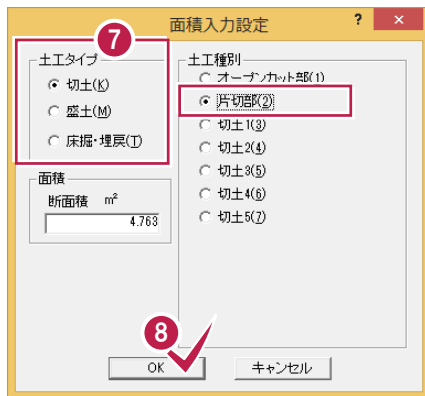 面積入力設定
? ×
7
土工タイプ
切土(K)
盛土(M)
床掘・埋戻(T)
土工種別
オープンカット部(1)
片切部(2)
切土1(3)
切土2(4)
切土3(5)
切土4(6)
切土5(7)
面積
断面積 m²
4.763
8
OK
キャンセル